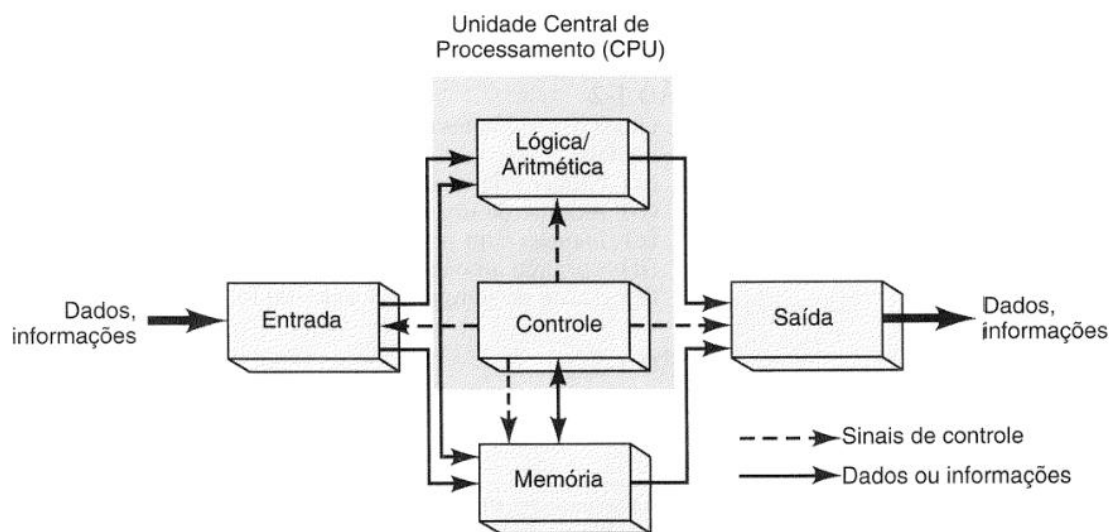 Unidade Central de
Processamento (CPU)
Lógica/
Aritmética
Dados,
informações
Entrada
Controle
Saída
Dados,
informações
Memória
Sinais de controle
Dados ou informações